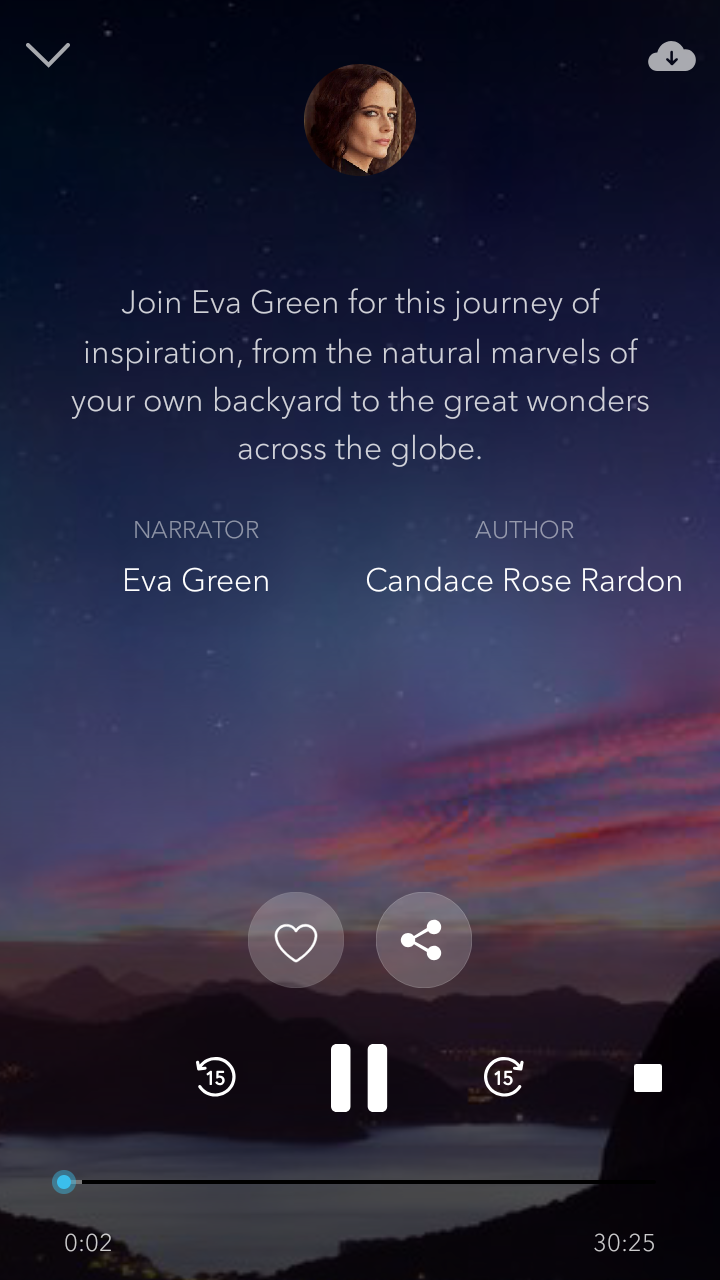 Join Eva Green for this journey of
inspiration, from the natural marvels of
your own backyard to the great wonders
across the globe.
NARRATOR
AUTHOR
Eva Green
Candace Rose Rardon
15
15
0:02
30:25